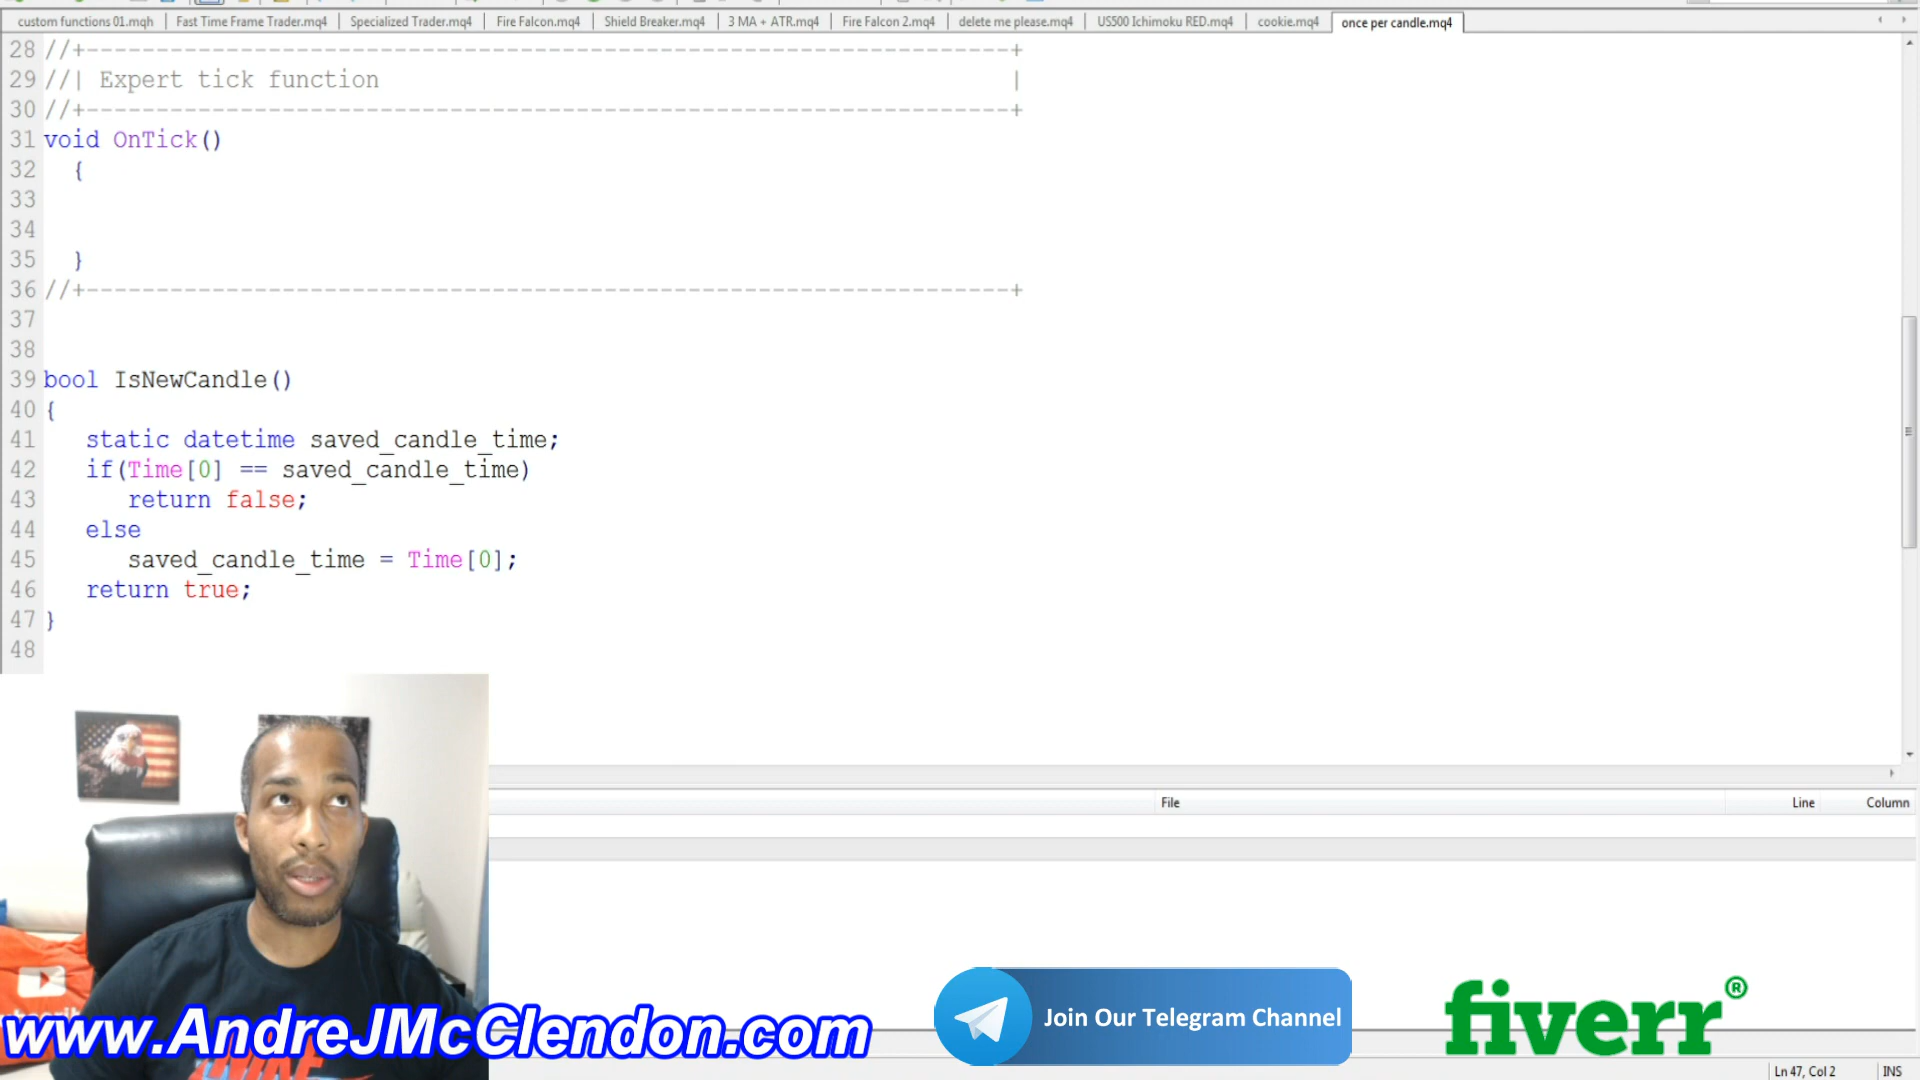 custom functions 01.mqh Fast Time Frame Trader.mq4 Specialized Trader.mq4 Fire Falcon.mq4 Shield Breaker.mq4 3 MA + ATR.mq4 Fire Falcon 2.mq4 delete me please.mq4 US500 Ichimoku RED.mq4 cookie.mq4 once per candle.mq4
28 //+------------------------------------------------------------------+
29 //| Expert tick function                                             |
30 //+------------------------------------------------------------------+
31 void OnTick()
32 {
33
34
35 }
36 //+------------------------------------------------------------------+
37
38
39 bool IsNewCandle()
40 {
41 static datetime saved_candle_time;
42 if(Time[0] == saved_candle_time)
43 return false;
44 else
45 saved_candle_time = Time[0];
46 return true;
47 }
48
File Line Column
www.AndreJMcClendon.com
Join Our Telegram Channel
fiverr®
Ln 47, Col 2 INS